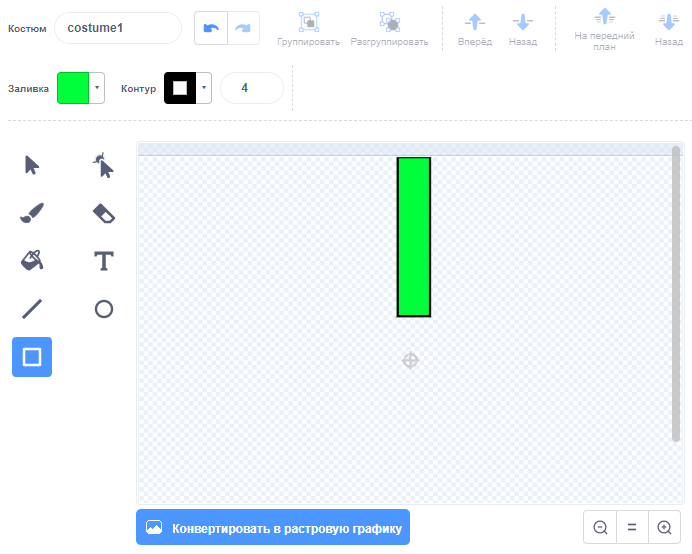 Костюм
costume1
Группировать
Разгруппировать
Вперёд
Назад
На передний
план
Назад
Заливка
Контур
4
T
Конвертировать в растровую графику